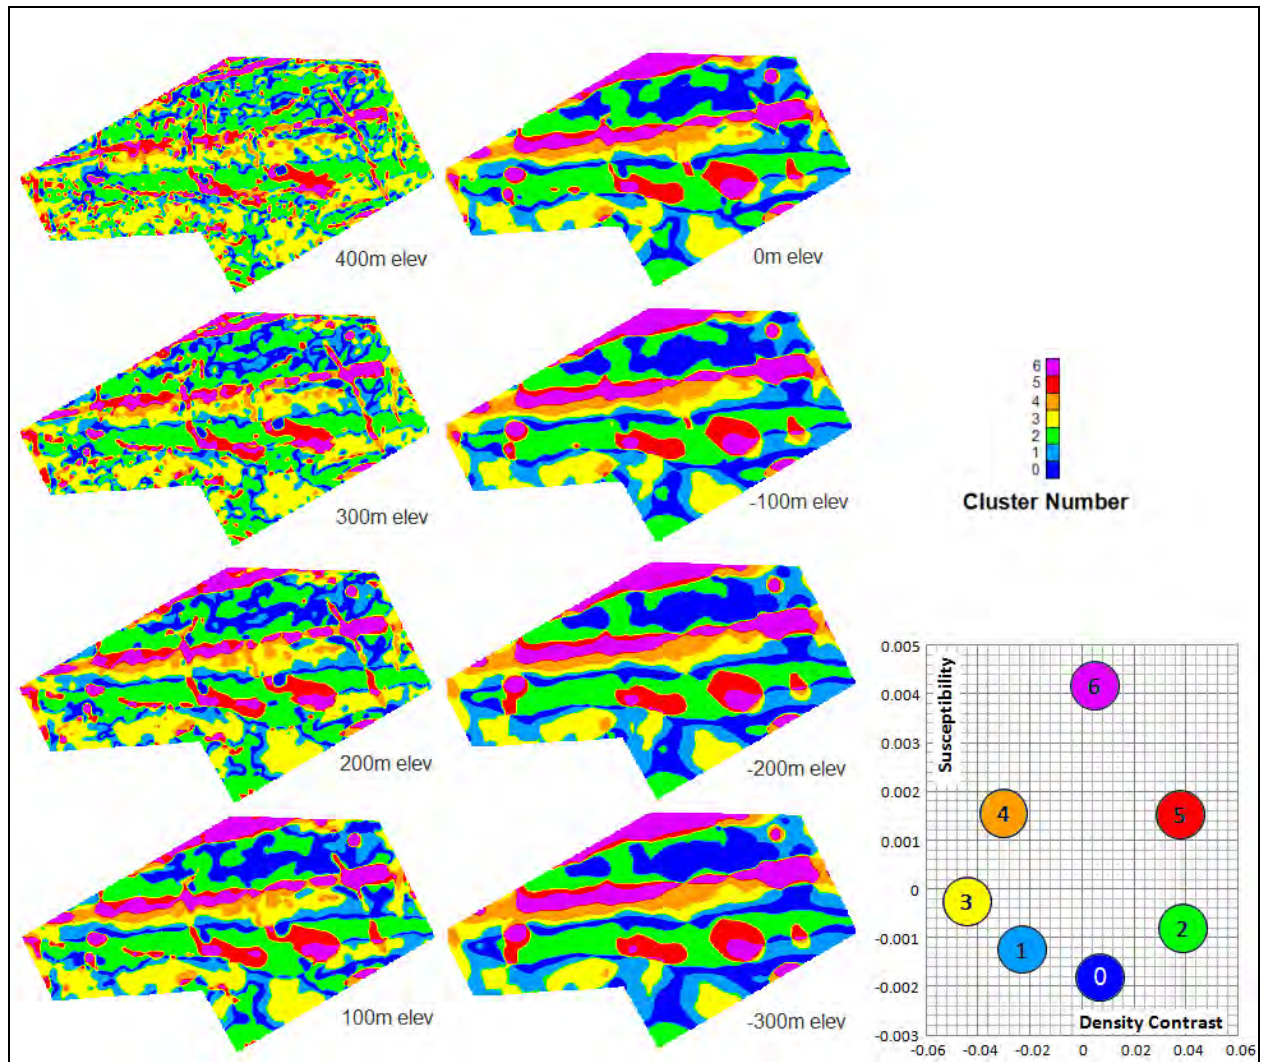 400m elev
0m elev
300m elev
-100m elev
200m elev
-200m elev
100m elev
-300m elev
6
5
4
3
2
1
0
Cluster Number
0.005
0.004
0.003
0.002
0.001
0
-0.001
-0.002
-0.003
Susceptibility
6
4
5
3
2
1
0
Density Contrast
-0.06 -0.04 -0.02 0 0.02 0.04 0.06